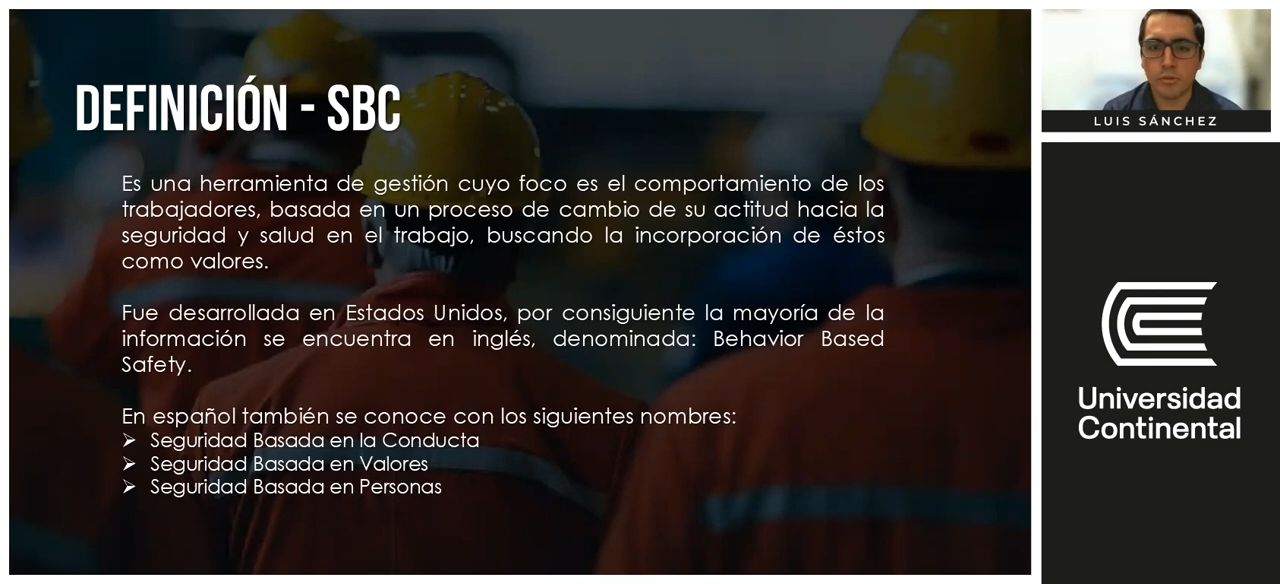 DEFINICIÓN - SBC
Es una herramienta de gestión cuyo foco es el comportamiento de los
trabajadores, basada en un proceso de cambio de su actitud hacia la
seguridad y salud en el trabajo, buscando la incorporación de éstos
como valores.
Fue desarrollada en Estados Unidos, por consiguiente la mayoría de la
información se encuentra en inglés, denominada: Behavior Based
Safety.
En español también se conoce con los siguientes nombres:
➢ Seguridad Basada en la Conducta
➢ Seguridad Basada en Valores
➢ Seguridad Basada en Personas
LUIS SÁNCHEZ
Universidad
Continental